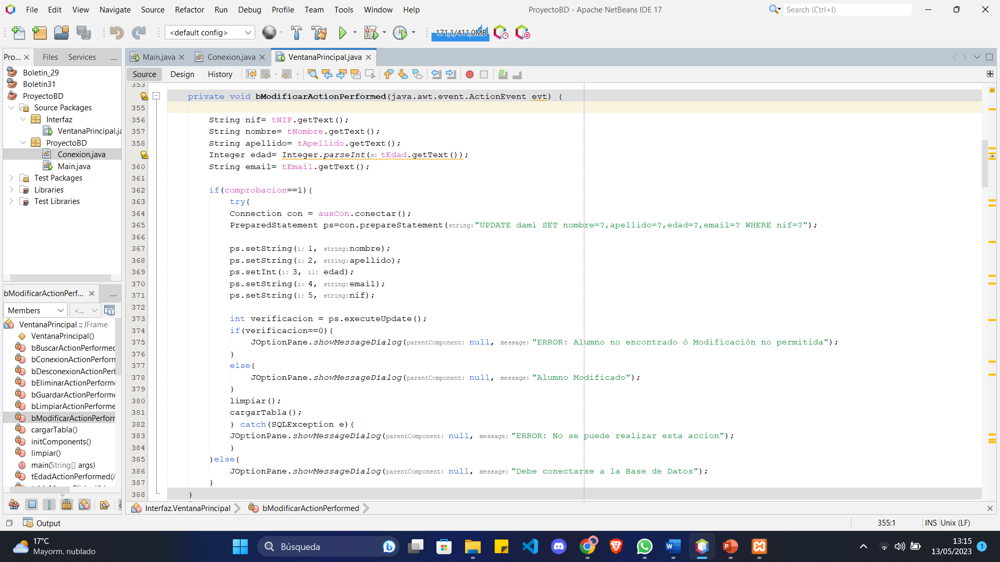 File Edit View Navigate Source Refactor Run Debug Profile Team Tools Window Help
ProyectoBD - Apache NetBeans IDE 17
Search (Ctrl+I)
<default config>
171,1/411,0MB
Pro... Files Services
Main.java Conexion.java VentanaPrincipal.java
Source Design History
Boletin_29
Boletin31
ProyectoBD
Source Packages
Interfaz
VentanaPrincipal.ja
ProyectoBD
Conexion.java
Main.java
Test Packages
Libraries
Test Libraries
bModificarActionPerf...
Members <...
VentanaPrincipal :: JFrame
VentanaPrincipal()
bBuscarActionPerformed
bConexionActionPerforn
bDesconexionActionPerf
bEliminarActionPerforme
bGuardarActionPerforme
bLimpiarActionPerforme
bModificarActionPerforn
cargarTabla()
initComponents()
limpiar()
main(String[] args)
tEdadActionPerformed(A
353
private void bModificarActionPerformed(java.awt.event.ActionEvent evt) {
355
356 String nif= tNIF.getText();
357 String nombre= tNombre.getText();
358 String apellido= tApellido.getText();
Integer edad= Integer.parseInt(s: tEdad.getText());
360 String email= tEmail.getText();
361
362 if(comprobacion==1){
363 try{
364 Connection con = auxCon.conectar();
365 PreparedStatement ps=con.prepareStatement(string:"UPDATE dam1 SET nombre=?,apellido=?,edad=?,email=? WHERE nif=?");
366
367 ps.setString(i: 1, string:nombre);
368 ps.setString(i: 2, string:apellido);
369 ps.setInt(i: 3, i1: edad);
370 ps.setString(i: 4, string:email);
371 ps.setString(i: 5, string:nif);
372
373 int verificacion = ps.executeUpdate();
374 if(verificacion==0){
375 JOptionPane.showMessageDialog(parentComponent: null, message: "ERROR: Alumno no encontrado ó Modificación no permitida");
376 }
377 else{
378 JOptionPane.showMessageDialog(parentComponent: null, message: "Alumno Modificado");
379 }
380 limpiar();
381 cargarTabla();
382 } catch(SQLException e){
383 JOptionPane.showMessageDialog(parentComponent: null, message: "ERROR: No se puede realizar esta accion");
384 }
385 }else{
386 JOptionPane.showMessageDialog(parentComponent: null, message: "Debe conectarse a la Base de Datos");
387 }
388 }
Interfaz.VentanaPrincipal bModificarActionPerformed
Output
355:1 INS Unix (LF)
17°C
Mayorm. nublado
Búsqueda
13:15
13/05/2023
1